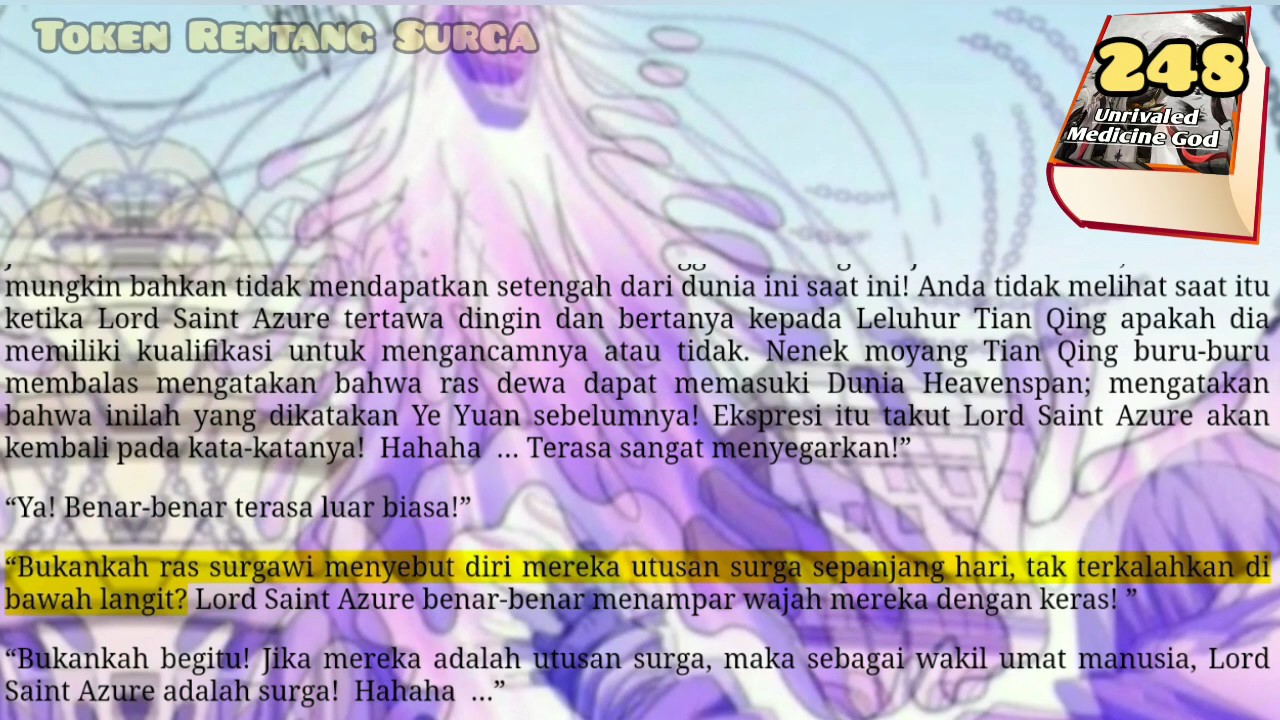 Token Rentang Surga
248
Unrivaled
Medicine God
mungkin bahkan tidak mendapatkan setengah dari dunia ini saat ini! Anda tidak melihat saat itu
ketika Lord Saint Azure tertawa dingin dan bertanya kepada Leluhur Tian Qing apakah dia
memiliki kualifikasi untuk mengancamnya atau tidak. Nenek moyang Tian Qing buru-buru
membalas mengatakan bahwa ras dewa dapat memasuki Dunia Heavenspan; mengatakan
bahwa inilah yang dikatakan Ye Yuan sebelumnya! Ekspresi itu takut Lord Saint Azure akan
kembali pada kata-katanya! Hahaha … Terasa sangat menyegarkan!”
“Ya! Benar-benar terasa luar biasa!”
“Bukankah ras surgawi menyebut diri mereka utusan surga sepanjang hari, tak terkalahkan di
bawah langit? Lord Saint Azure benar-benar menampar wajah mereka dengan keras! ”
“Bukankah begitu! Jika mereka adalah utusan surga, maka sebagai wakil umat manusia, Lord
Saint Azure adalah surga! Hahaha …”